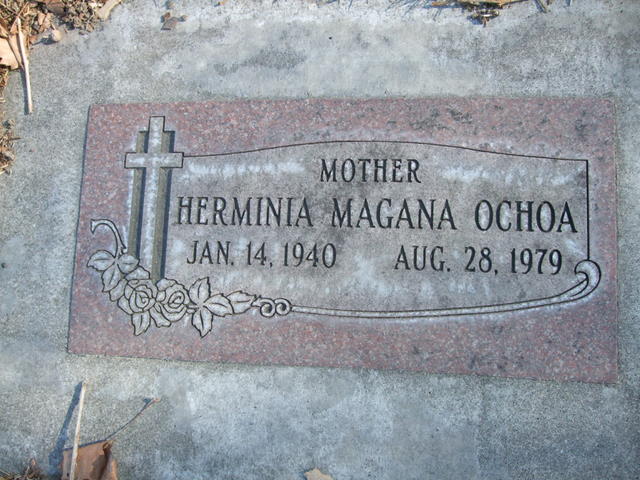 MOTHER
HERMINIA MAGANA OCHOA
JAN. 14, 1940 AUG. 28, 1979